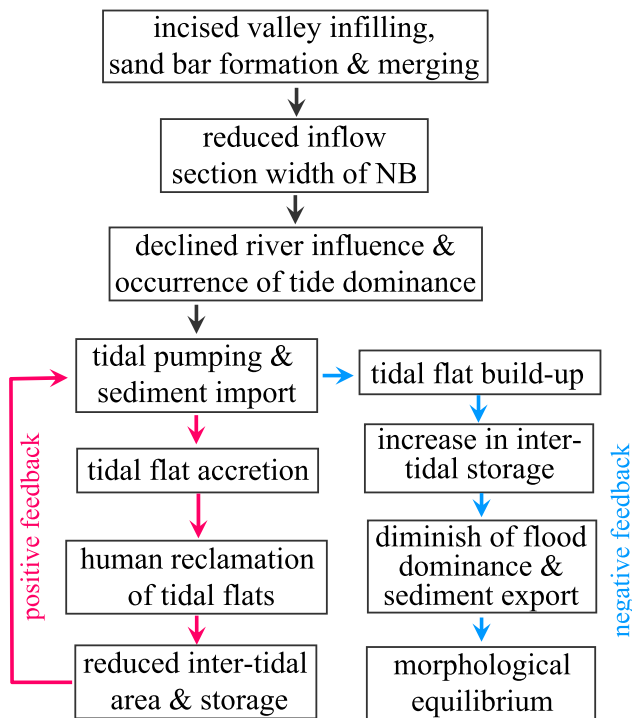 incised valley infilling,
sand bar formation & merging
reduced inflow
section width of NB
declined river influence &
occurrence of tide dominance
tidal pumping &
sediment import
tidal flat accretion
human reclamation
of tidal flats
reduced inter-tidal
area & storage
positive feedback
tidal flat build-up
increase in inter-
tidal storage
diminish of flood
dominance &
sediment export
morphological
equilibrium
negative feedback